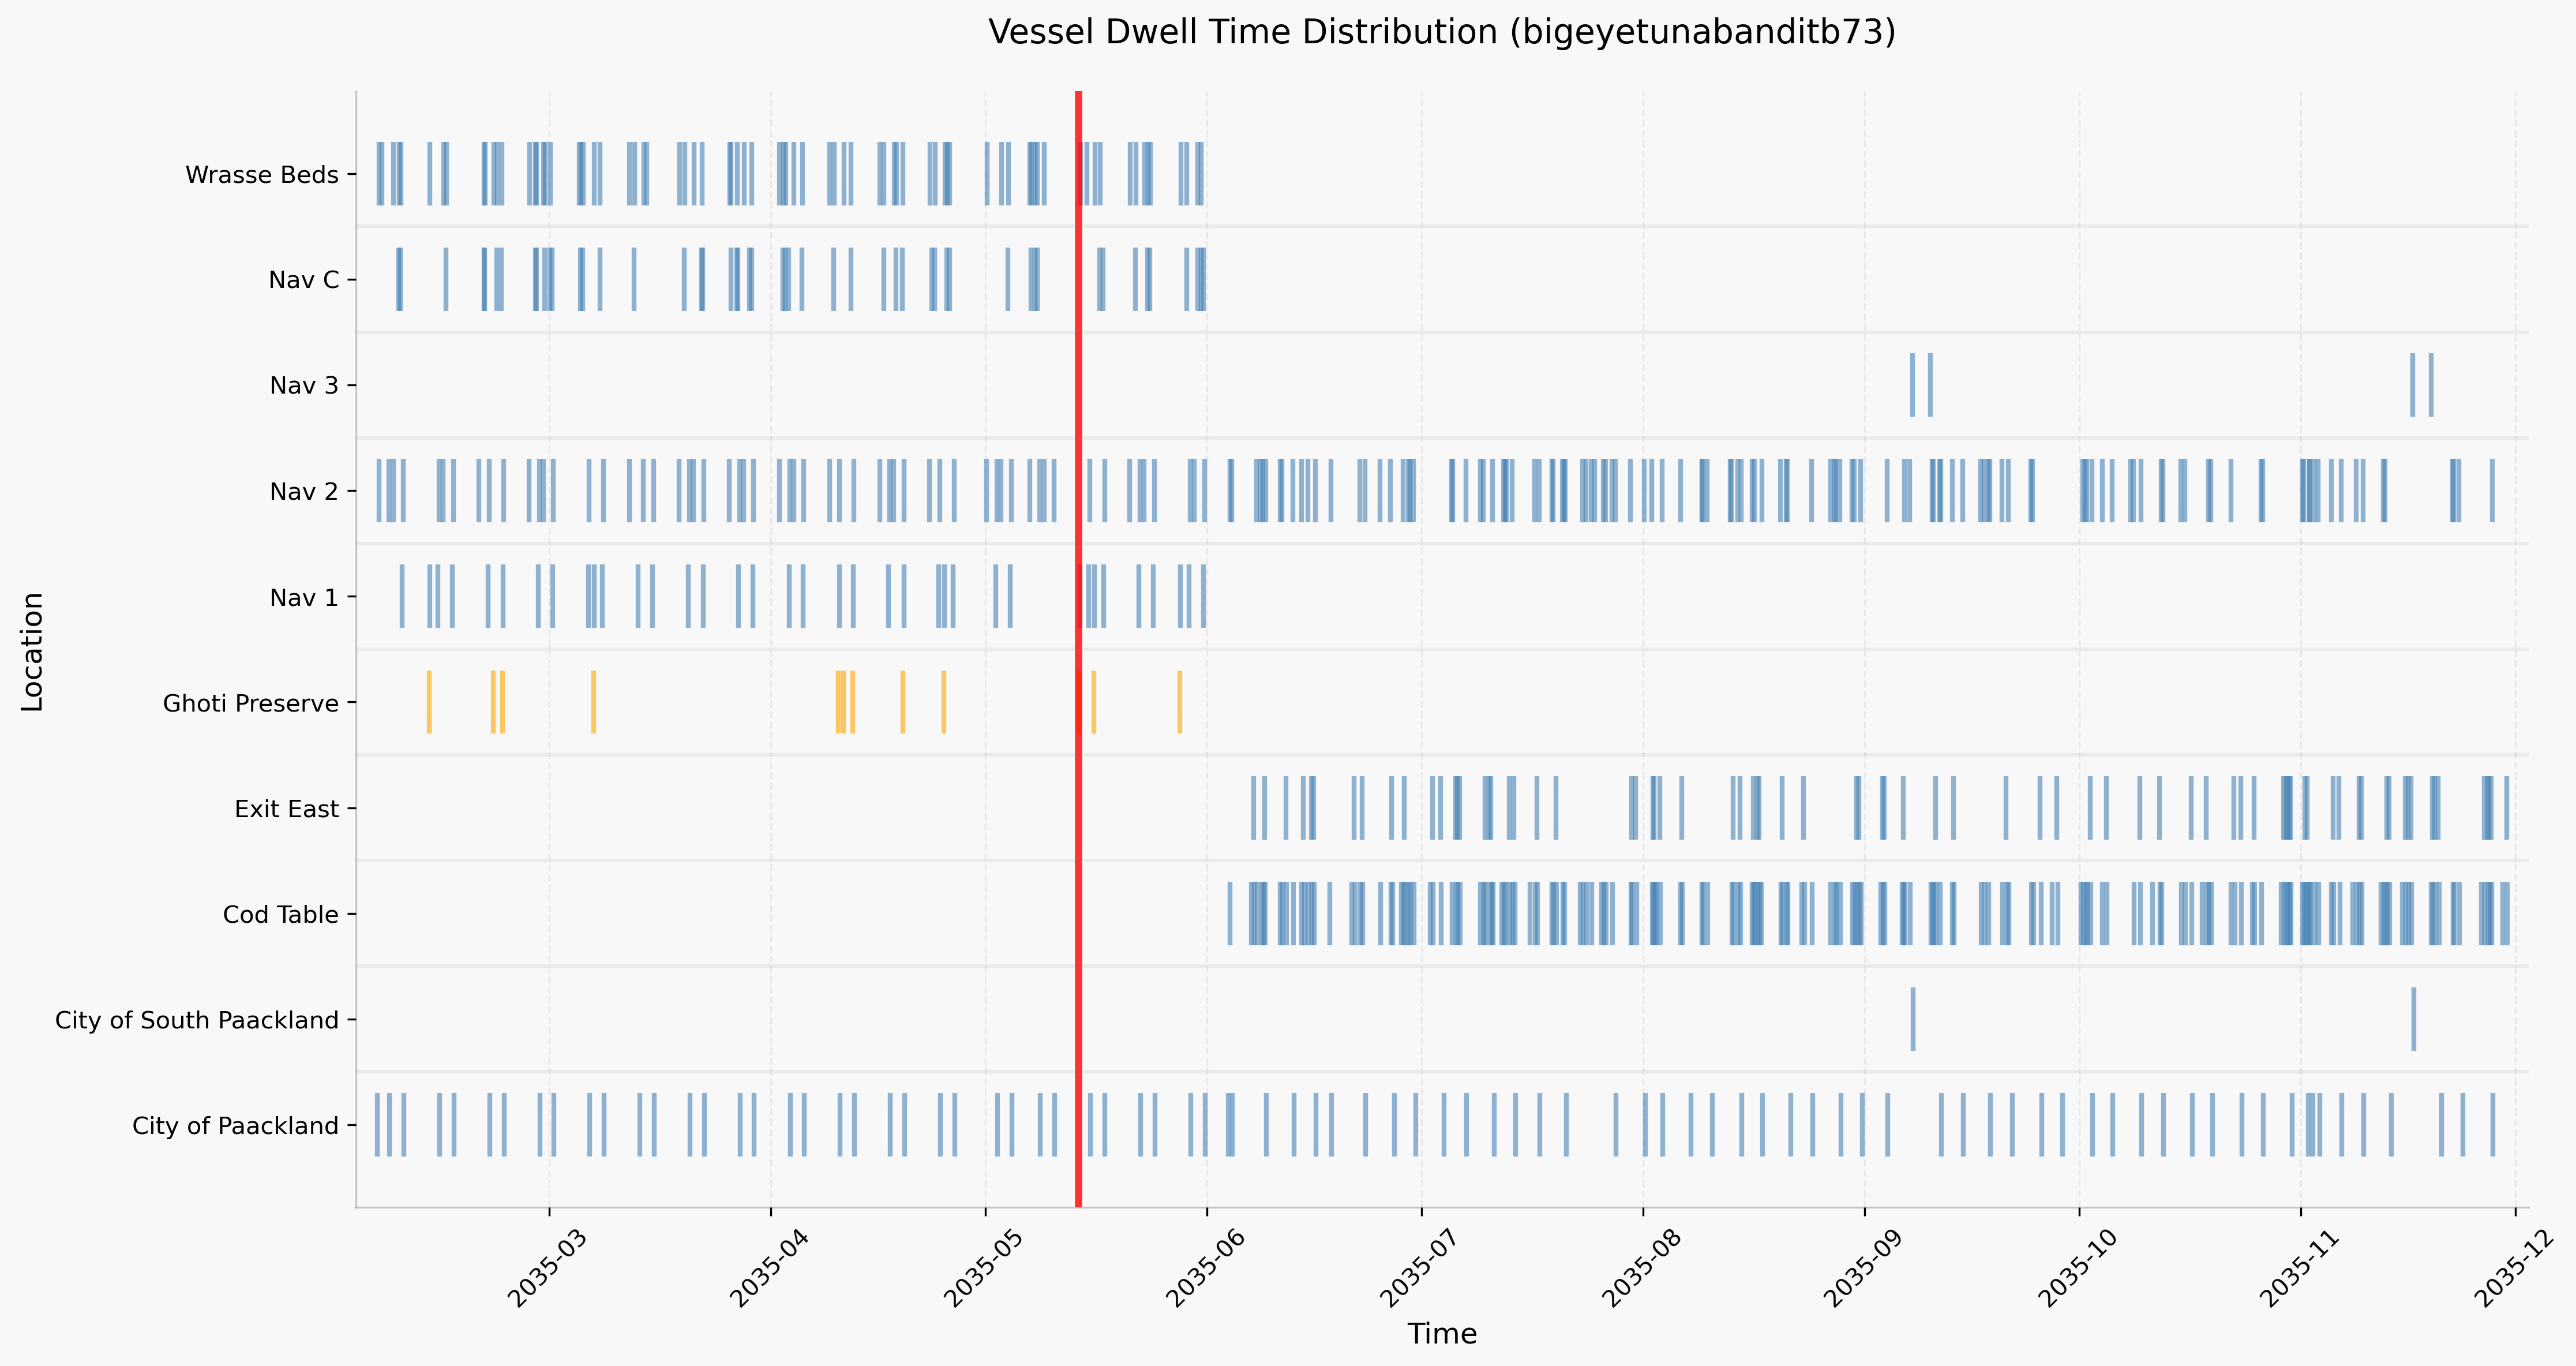 Vessel Dwell Time Distribution (bigeyetunabanditb73)
Location
Wrasse Beds
Nav C
Nav 3
Nav 2
Nav 1
Ghoti Preserve
Exit East
Cod Table
City of South Paackland
City of Paackland
2035-03
2035-04
2035-05
2035-06
2035-07
2035-08
2035-09
2035-10
2035-11
2035-12
Time